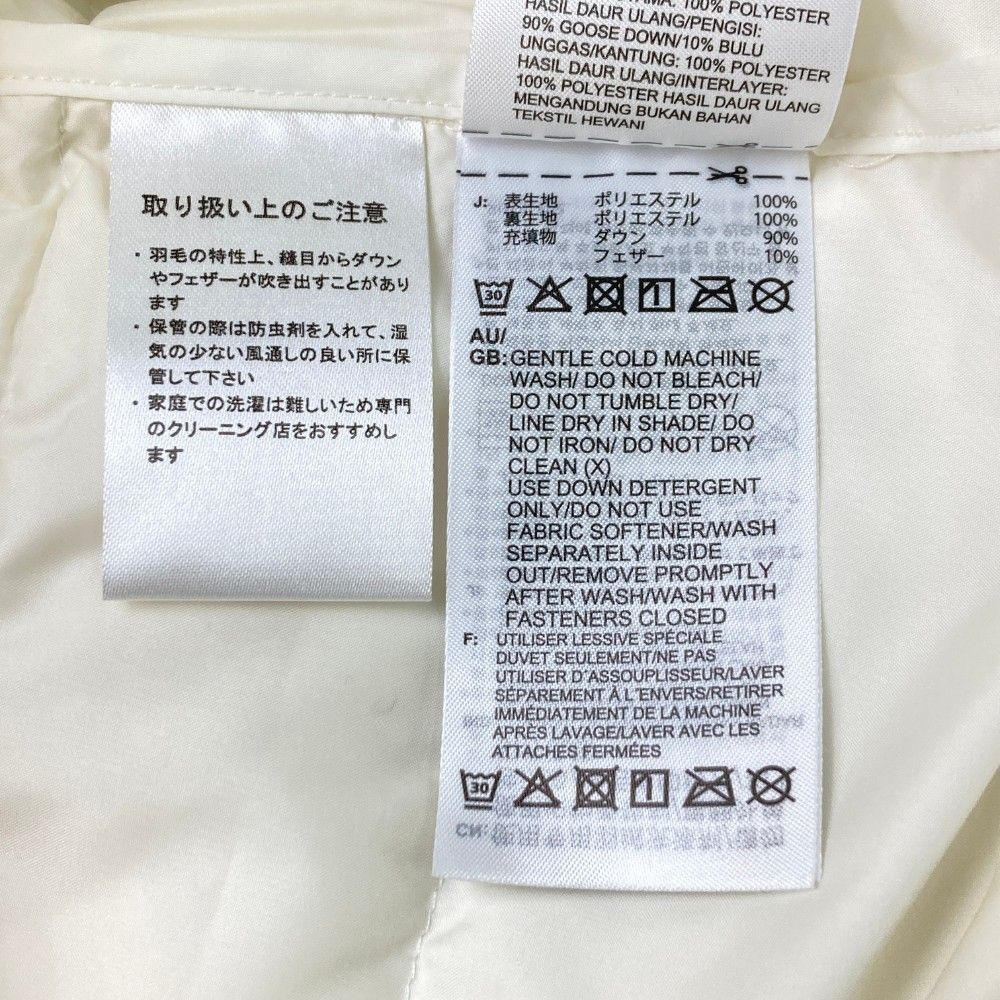 100% POLYESTER
HASIL DAUR ULANG/PENGISI:
90% GOOSE DOWN/10% BULU
UNGGAS/KANTUNG: 100% POLYESTER
HASIL DAUR ULANG/INTERLAYER:
100% POLYESTER HASIL DAUR ULANG
MENGANDUNG BUKAN BAHAN
TEKSTIL HEWANI
取り扱い上のご注意
・羽毛の特性上、縫目からダウン
やフェザーが吹き出すことがあり
ます
・保管の際は防虫剤を入れて、湿
気の少ない風通しの良い所に保
管して下さい
・家庭での洗濯は難しいため専門
のクリーニング店をおすすめし
ます
J: 表生地 ポリエステル 100%
裏生地 ポリエステル 100%
充填物 ダウン 90%
フェザー 10%
30
AU/
GB: GENTLE COLD MACHINE
WASH/ DO NOT BLEACH/
DO NOT TUMBLE DRY/
LINE DRY IN SHADE/ DO
NOT IRON/ DO NOT DRY
CLEAN (X)
USE DOWN DETERGENT
ONLY/DO NOT USE
FABRIC SOFTENER/WASH
SEPARATELY INSIDE
OUT/REMOVE PROMPTLY
AFTER WASH/WASH WITH
FASTENERS CLOSED
F: UTILISER LESSIVE SPÉCIALE
DUVET SEULEMENT/NE PAS
UTILISER D'ASSOUPLISSEUR/LAVER
SÉPAREMENT À L'ENVERS/RETIRER
IMMÉDIATEMENT DE LA MACHINE
APRÈS LAVAGE/LAVER AVEC LES
ATTACHES FERMÉES
30